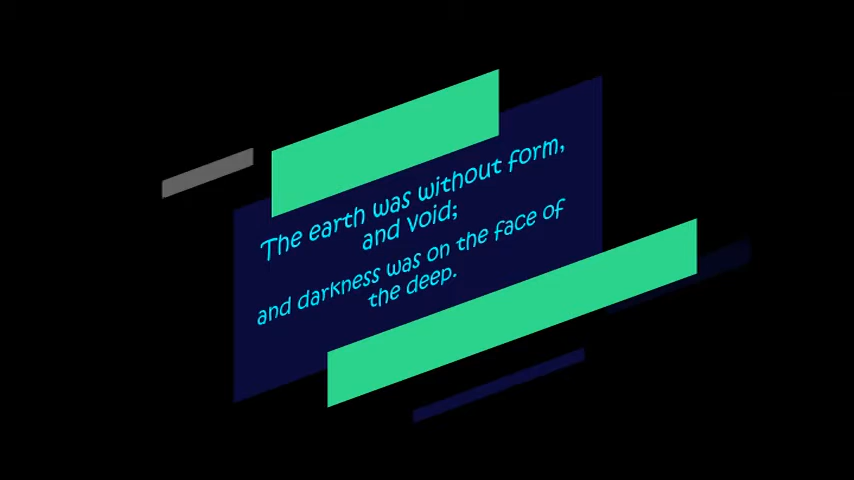 The earth was without form,
and void;
and darkness was on the face of
the deep.